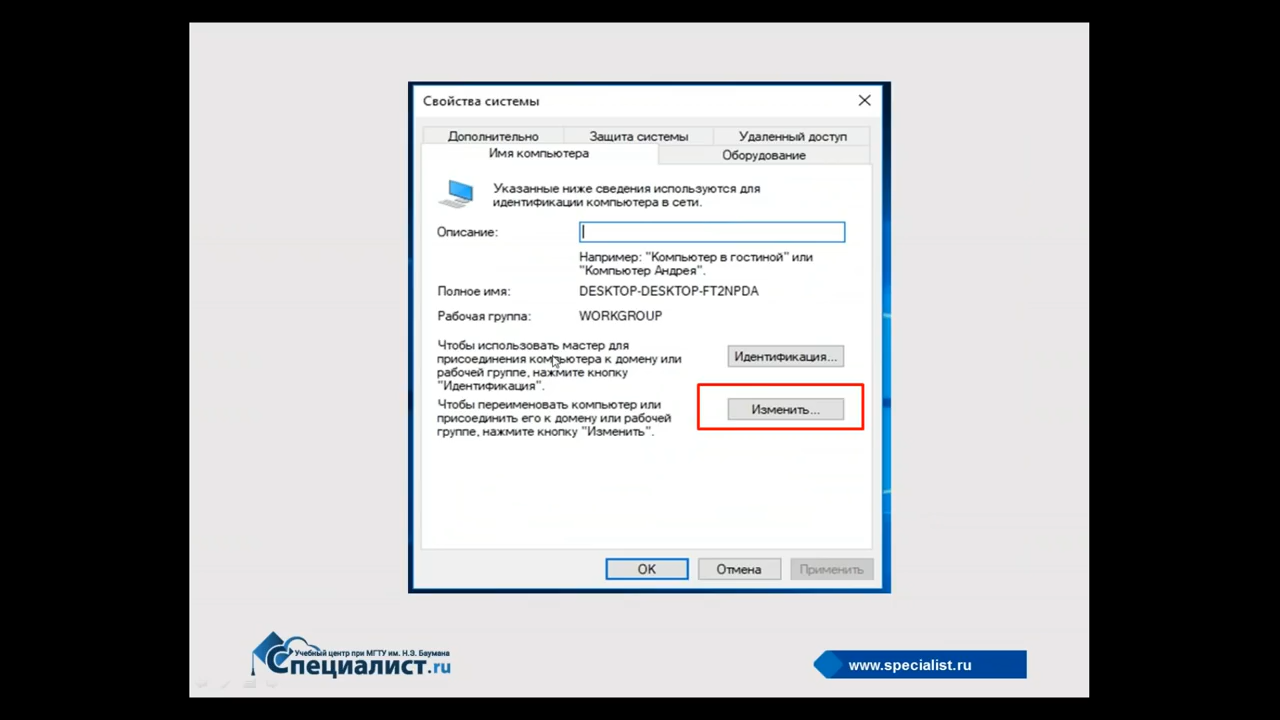 Свойства системы
Дополнительно
Защита системы
Удаленный доступ
Имя компьютера
Оборудование
Указанные ниже сведения используются для
идентификации компьютера в сети.
Описание:
Например: "Компьютер в гостиной" или
"Компьютер Андрея".
Полное имя:
DESKTOP-DESKTOP-FT2NPDA
Рабочая группа:
WORKGROUP
Чтобы использовать мастер для
присоединения компьютера к домену или
рабочей группе, нажмите кнопку
"Идентификация".
Идентификация...
Чтобы переименовать компьютер или
присоединить его к домену или рабочей
группе, нажмите кнопку "Изменить".
Изменить...
OK
Отмена
Применить
Учебный центр при МГТУ им. Н.Э. Баумана
Специалист.ru
www.specialist.ru